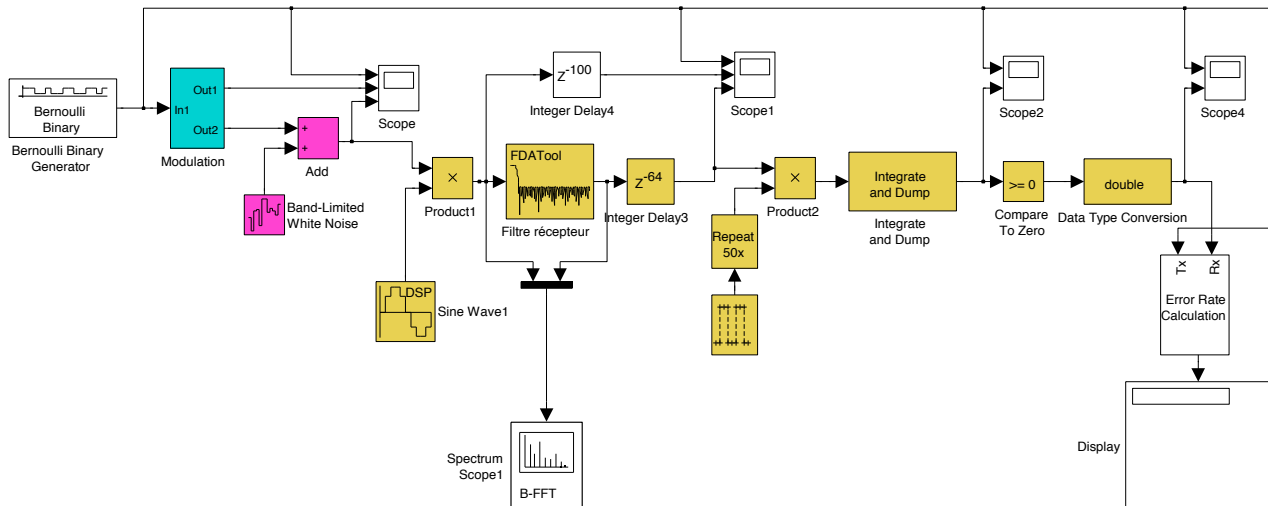 Bernoulli
Binary
Bernoulli Binary
Generator
In1
Out1
Out2
Modulation
+
+
Add
Band-Limited
White Noise
Scope
×
Product1
DSP
Sine Wave1
Z-100
Integer Delay4
FDATool
Filtre récepteur
Z-64
Integer Delay3
Scope1
Repeat
50x
×
Product2
Integrate
and Dump
Integrate
and Dump
Scope2
>= 0
Compare
To Zero
double
Data Type Conversion
Scope4
Tx
Rx
Error Rate
Calculation
Display
Spectrum
Scope1
B-FFT